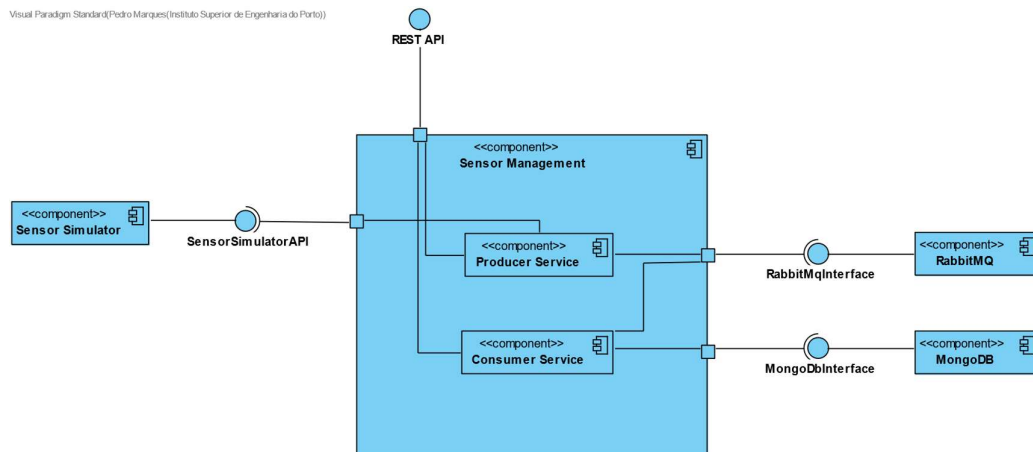 Visual Paradigm Standard(Pedro Marques(Instituto Superior de Engenharia do Porto))
REST API
<<component>>
Sensor Management
<<component>>
Sensor Simulator
SensorSimulatorAPI
<<component>>
Producer Service
RabbitMqInterface
<<component>>
RabbitMQ
<<component>>
Consumer Service
MongoDbInterface
<<component>>
MongoDB